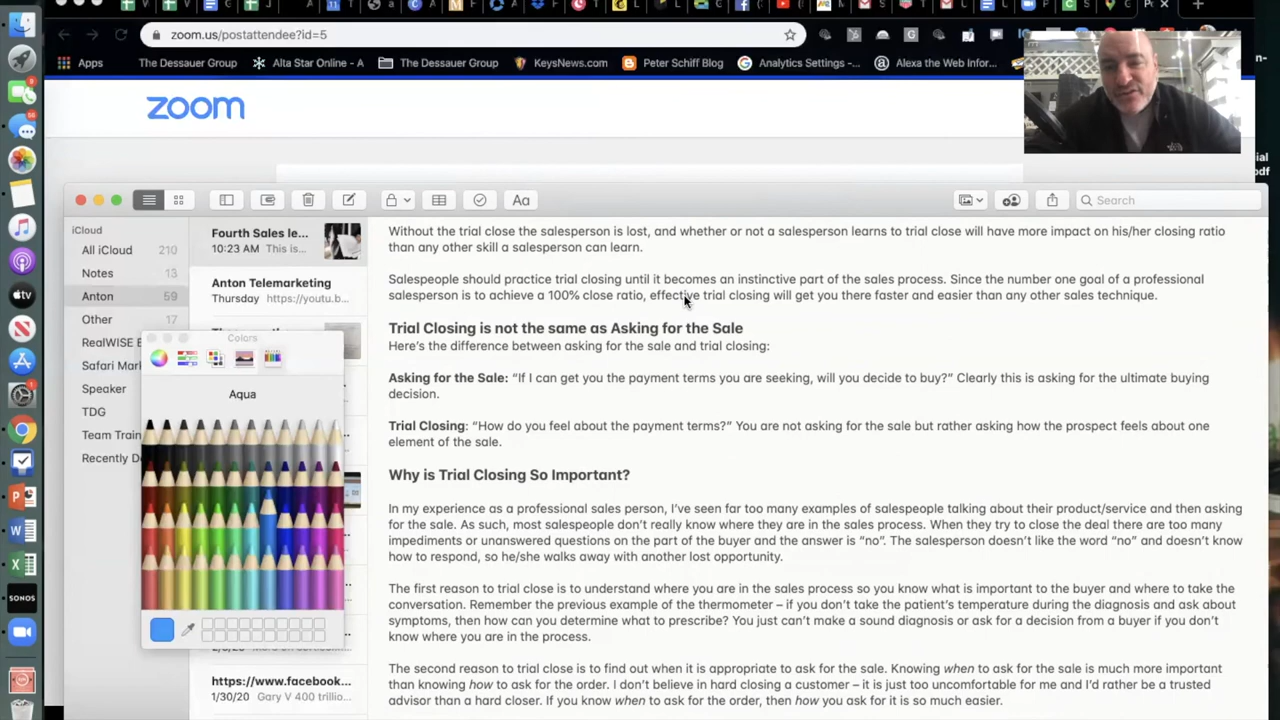 zoom.us/postattendee?id=5
Apps The Dessauer Group Alta Star Online - A The Dessauer Group KeysNews.com Peter Schiff Blog Analytics Settings -... Alexa the Web Infor...
zoom
Aa
Search
iCloud
All iCloud 210
Notes 13
Anton 59
Other 17
RealWISE E
Safari Mark
Speaker
TDG
Team Train
Recently D
Fourth Sales le...
10:23 AM This is...
Anton Telemarketing
Thursday https://youtu.b...
https://www.facebook...
1/30/20 Gary V 400 trillio...
Colors
Aqua
Without the trial close the salesperson is lost, and whether or not a salesperson learns to trial close will have more impact on his/her closing ratio
than any other skill a salesperson can learn.
Salespeople should practice trial closing until it becomes an instinctive part of the sales process. Since the number one goal of a professional
salesperson is to achieve a 100% close ratio, effective trial closing will get you there faster and easier than any other sales technique.
Trial Closing is not the same as Asking for the Sale
Here's the difference between asking for the sale and trial closing:
Asking for the Sale: “If I can get you the payment terms you are seeking, will you decide to buy?” Clearly this is asking for the ultimate buying
decision.
Trial Closing: “How do you feel about the payment terms?” You are not asking for the sale but rather asking how the prospect feels about one
element of the sale.
Why is Trial Closing So Important?
In my experience as a professional sales person, I've seen far too many examples of salespeople talking about their product/service and then asking
for the sale. As such, most salespeople don't really know where they are in the sales process. When they try to close the deal there are too many
impediments or unanswered questions on the part of the buyer and the answer is “no”. The salesperson doesn't like the word “no” and doesn't know
how to respond, so he/she walks away with another lost opportunity.
The first reason to trial close is to understand where you are in the sales process so you know what is important to the buyer and where to take the
conversation. Remember the previous example of the thermometer – if you don't take the patient's temperature during the diagnosis and ask about
symptoms, then how can you determine what to prescribe? You just can't make a sound diagnosis or ask for a decision from a buyer if you don't
know where you are in the process.
The second reason to trial close is to find out when it is appropriate to ask for the sale. Knowing when to ask for the sale is much more important
than knowing how to ask for the order. I don't believe in hard closing a customer – it is just too uncomfortable for me and I'd rather be a trusted
advisor than a hard closer. If you know when to ask for the order, then how you ask for it is so much easier.
SONOS